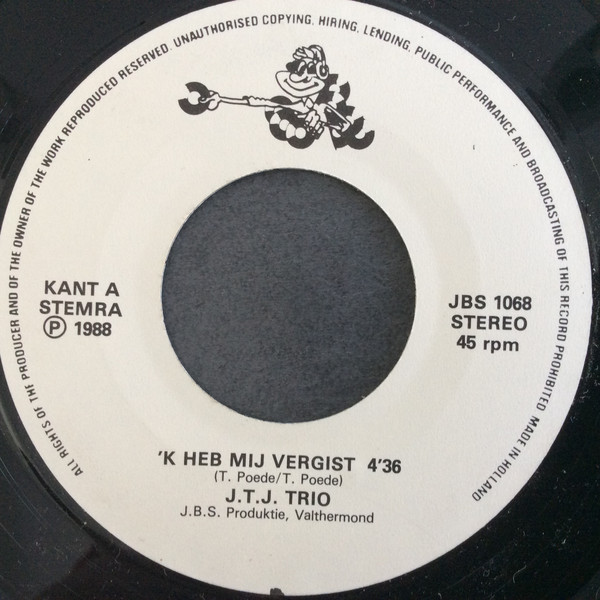 ALL RIGHTS OF THE PRODUCER AND OF THE OWNER OF THE WORK REPRODUCED RESERVED. UNAUTHORISED COPYING, HIRING, LENDING, PUBLIC PERFORMANCE AND BROADCASTING OF THIS RECORD PROHIBITED MADE IN HOLLAND
KANT A
STEMRA
Ⓟ 1988
JBS 1068
STEREO
45 rpm
'K HEB MIJ VERGIST 4'36
(T. Poede/T. Poede)
J.T.J. TRIO
J.B.S. Produktie, Valthermond